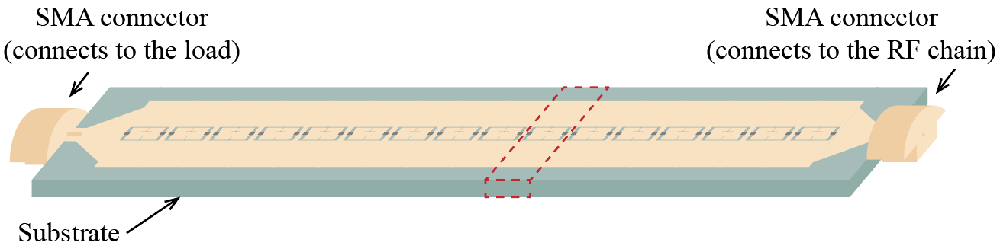 SMA connector
(connects to the load)
SMA connector
(connects to the RF chain)
Substrate